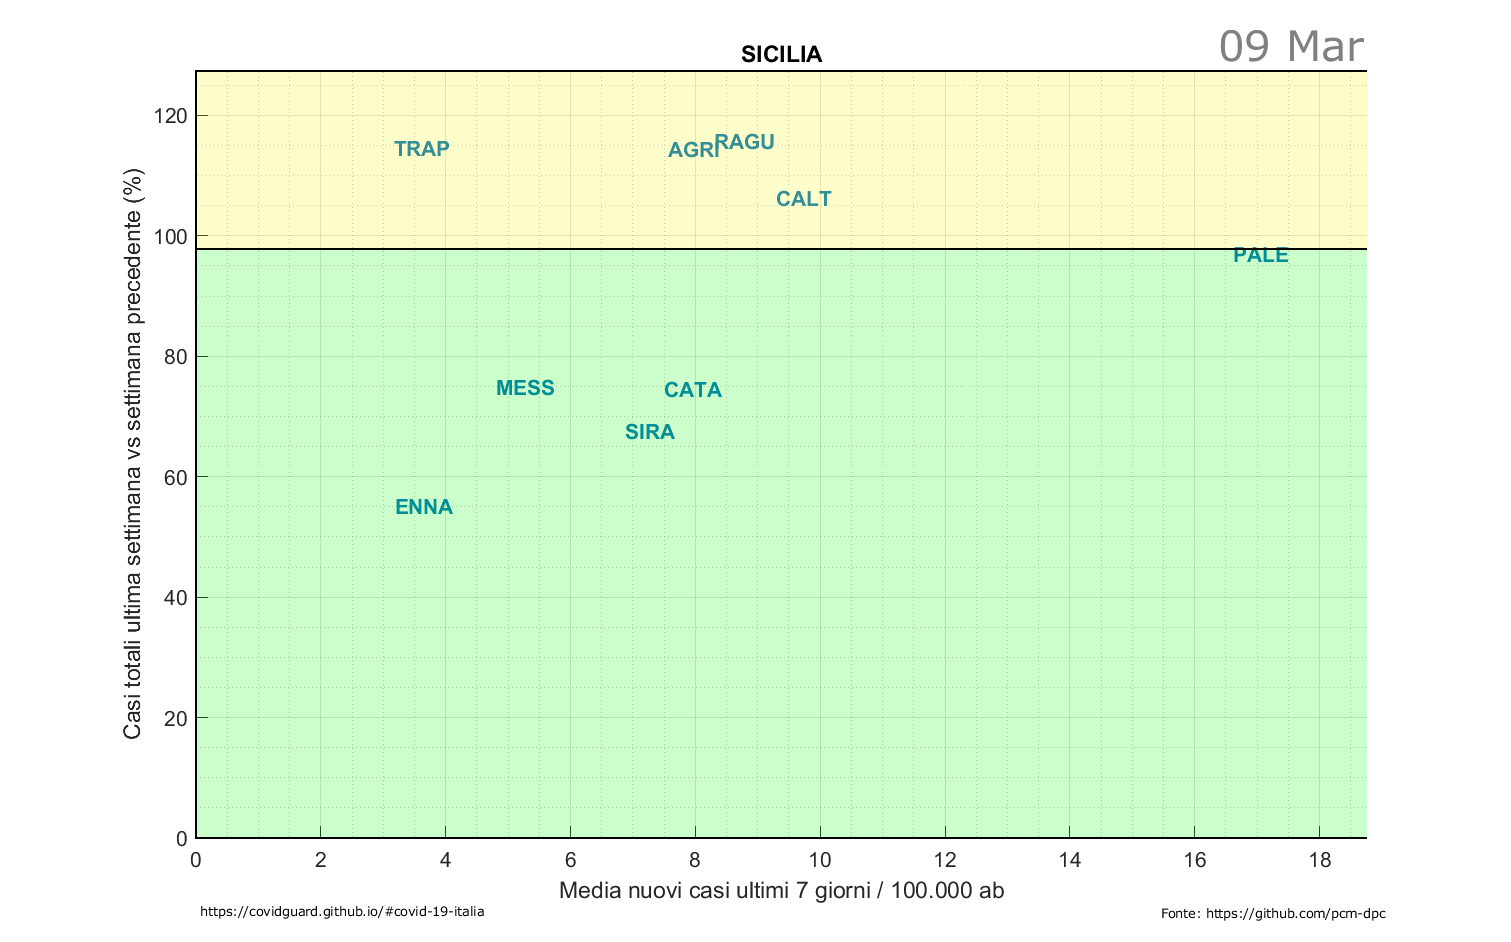 09 Mar
SICILIA
Casi totali ultima settimana vs settimana precedente (%)
120
100
80
60
40
20
0
TRAP
AGRI
RAGU
CALT
PALE
MESS
CATA
SIRA
ENNA
0 2 4 6 8 10 12 14 16 18
Media nuovi casi ultimi 7 giorni / 100.000 ab
https://covidguard.github.io/#covid-19-italia
Fonte: https://github.com/pcm-dpc